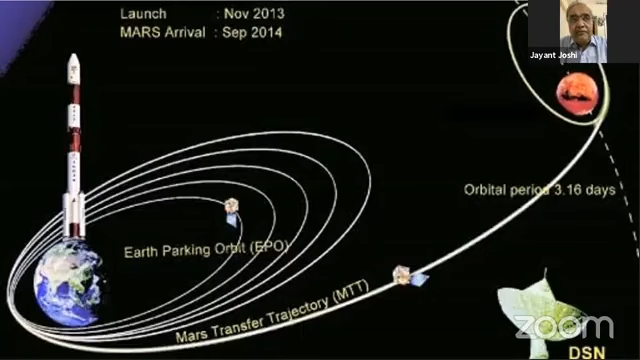 Launch : Nov 2013
MARS Arrival : Sep 2014
Jayant Joshi
Orbital period 3.16 days
Earth Parking Orbit (EPO)
Mars Transfer Trajectory (MTT)
zoom
DSN